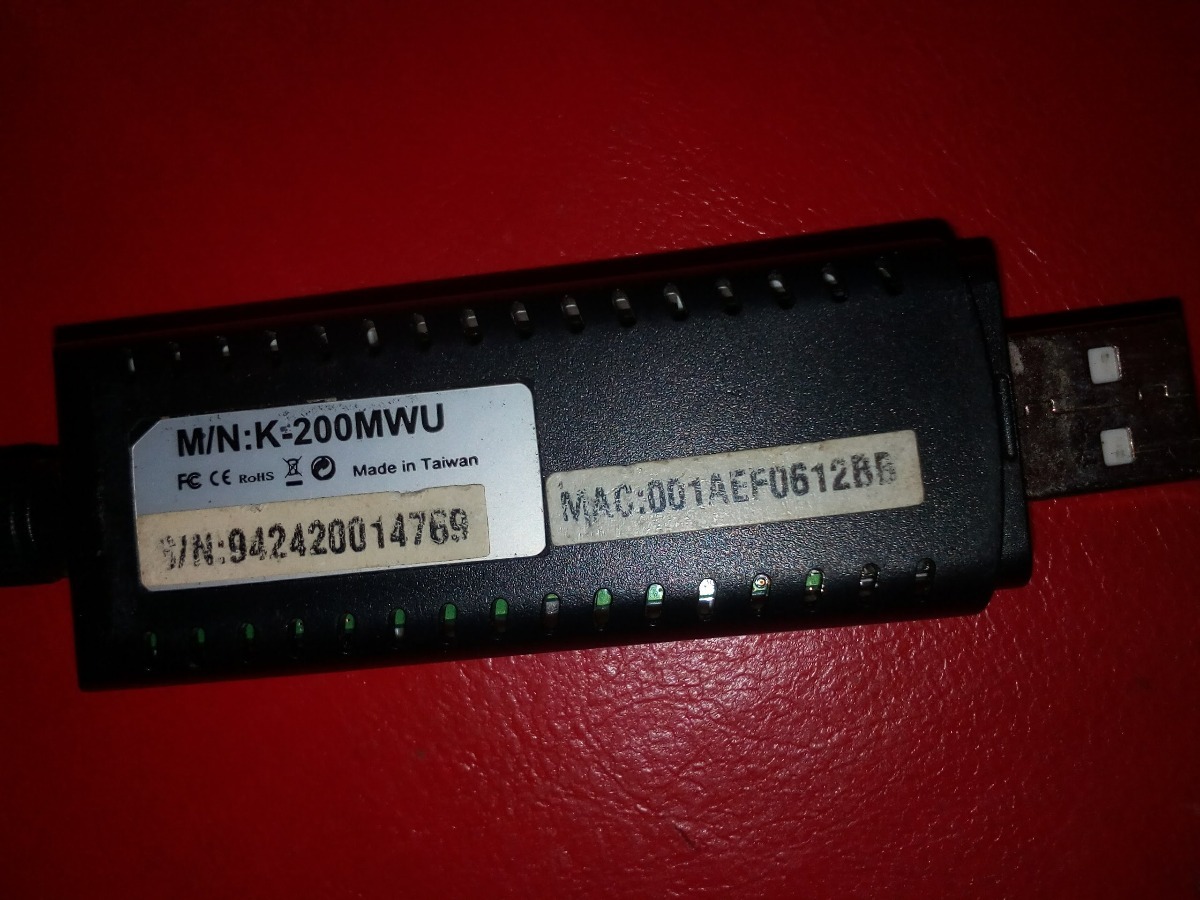 M/N:K-200MWU
FC CE RoHS Made in Taiwan
S/N:942420014769
MAC:001AEF0612BB